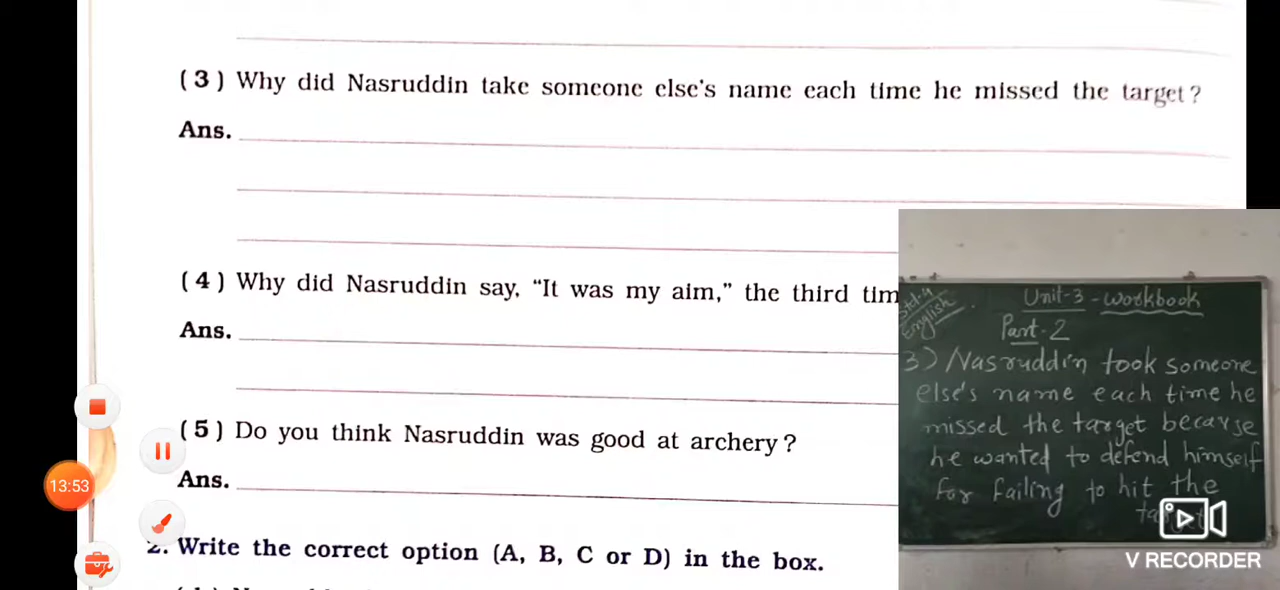 ( 3 ) Why did Nasruddin take someone else's name each time he missed the target ?
Ans.
( 4 ) Why did Nasruddin say, “It was my aim,” the third tim
Ans.
( 5 ) Do you think Nasruddin was good at archery ?
Ans.
2. Write the correct option (A, B, C or D) in the box.
13:53
Std-4
English
Unit-3 - Workbook
Part-2
3) Nasruddin took someone
else's name each time he
missed the target because
he wanted to defend himself
for failing to hit the
V RECORDER